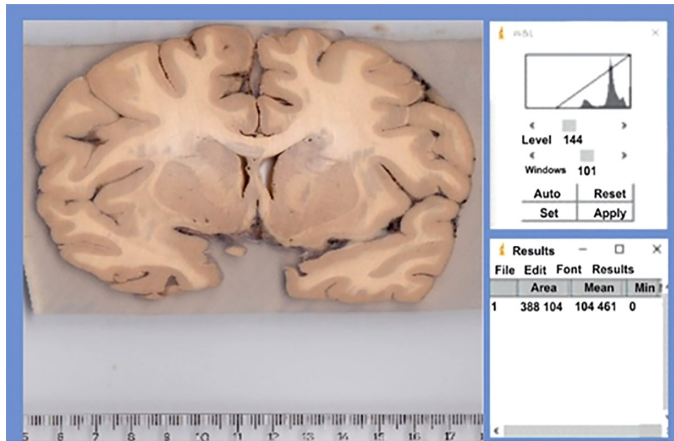 Level 144
Windows 101
Auto Reset
Set Apply
Results
File Edit Font Results
Area Mean Min
1 388 104 104 461 0
5 6 7 8 9 10 11 12 13 14 15 16 17